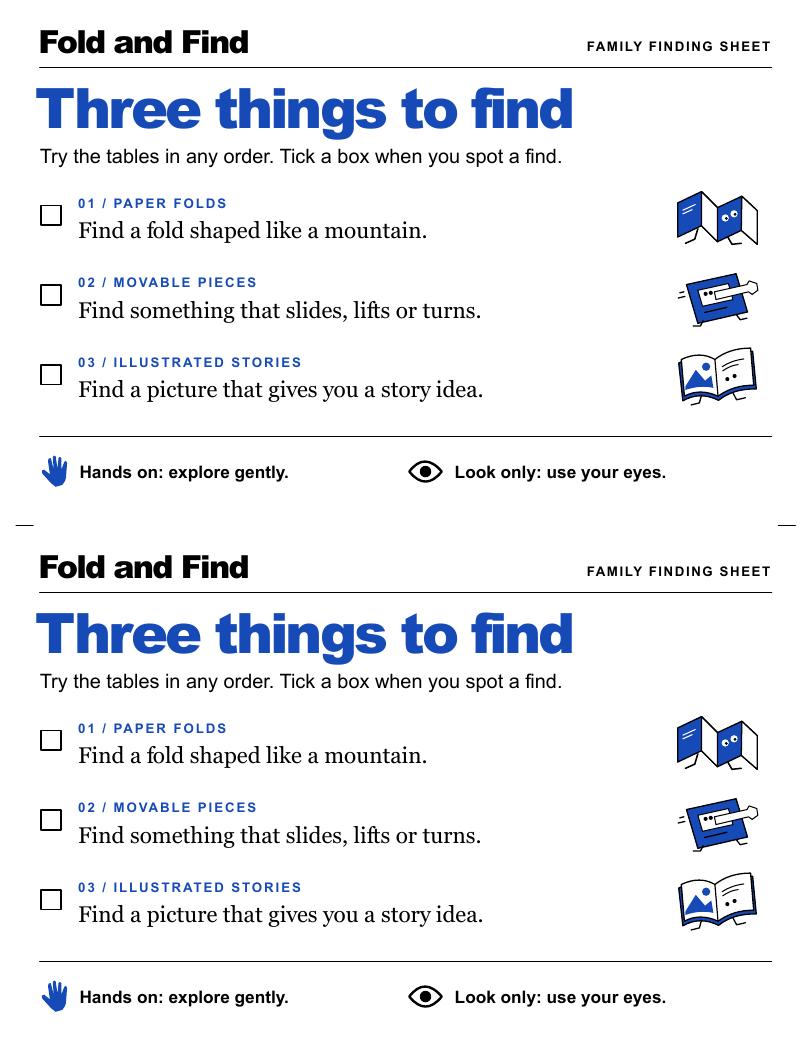 Fold and Find
FAMILY FINDING SHEET
Three things to find
Try the tables in any order. Tick a box when you spot a find.
01 / PAPER FOLDS
Find a fold shaped like a mountain.
02 / MOVABLE PIECES
Find something that slides, lifts or turns.
03 / ILLUSTRATED STORIES
Find a picture that gives you a story idea.
Hands on: explore gently.
Look only: use your eyes.
Fold and Find
FAMILY FINDING SHEET
Three things to find
Try the tables in any order. Tick a box when you spot a find.
01 / PAPER FOLDS
Find a fold shaped like a mountain.
02 / MOVABLE PIECES
Find something that slides, lifts or turns.
03 / ILLUSTRATED STORIES
Find a picture that gives you a story idea.
Hands on: explore gently.
Look only: use your eyes.